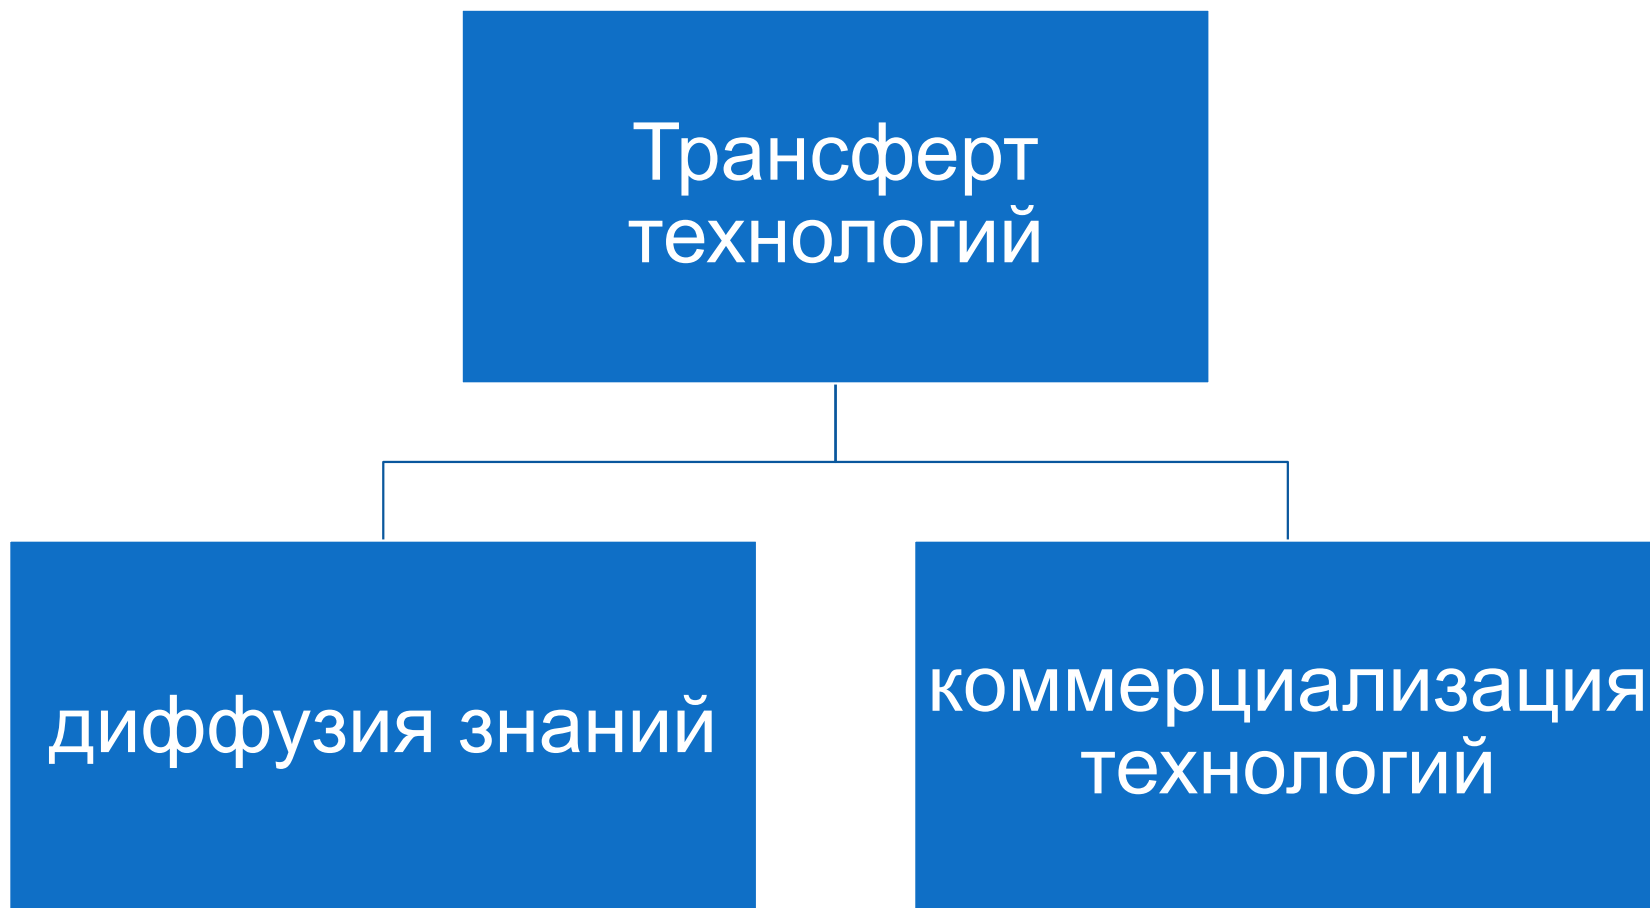 Трансферт
технологий
диффузия знаний
коммерциализация
технологий